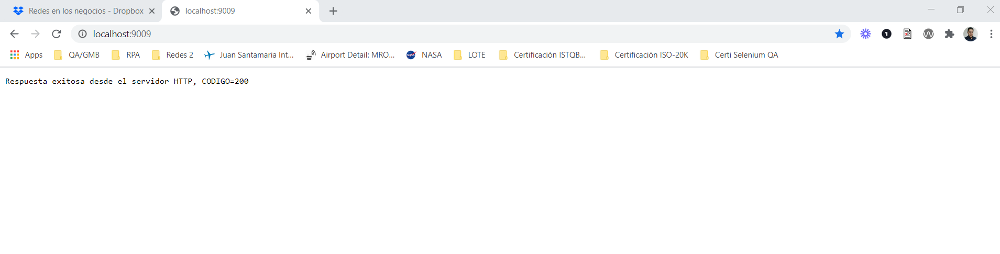 Redes en los negocios - Dropbox
localhost:9009
localhost:9009
Apps QA/GMB RPA Redes 2 Juan Santamaria Int... Airport Detail: MRO... NASA LOTE Certificación ISTQB... Certificación ISO-20K Certi Selenium QA
Respuesta exitosa desde el servidor HTTP, CODIGO=200